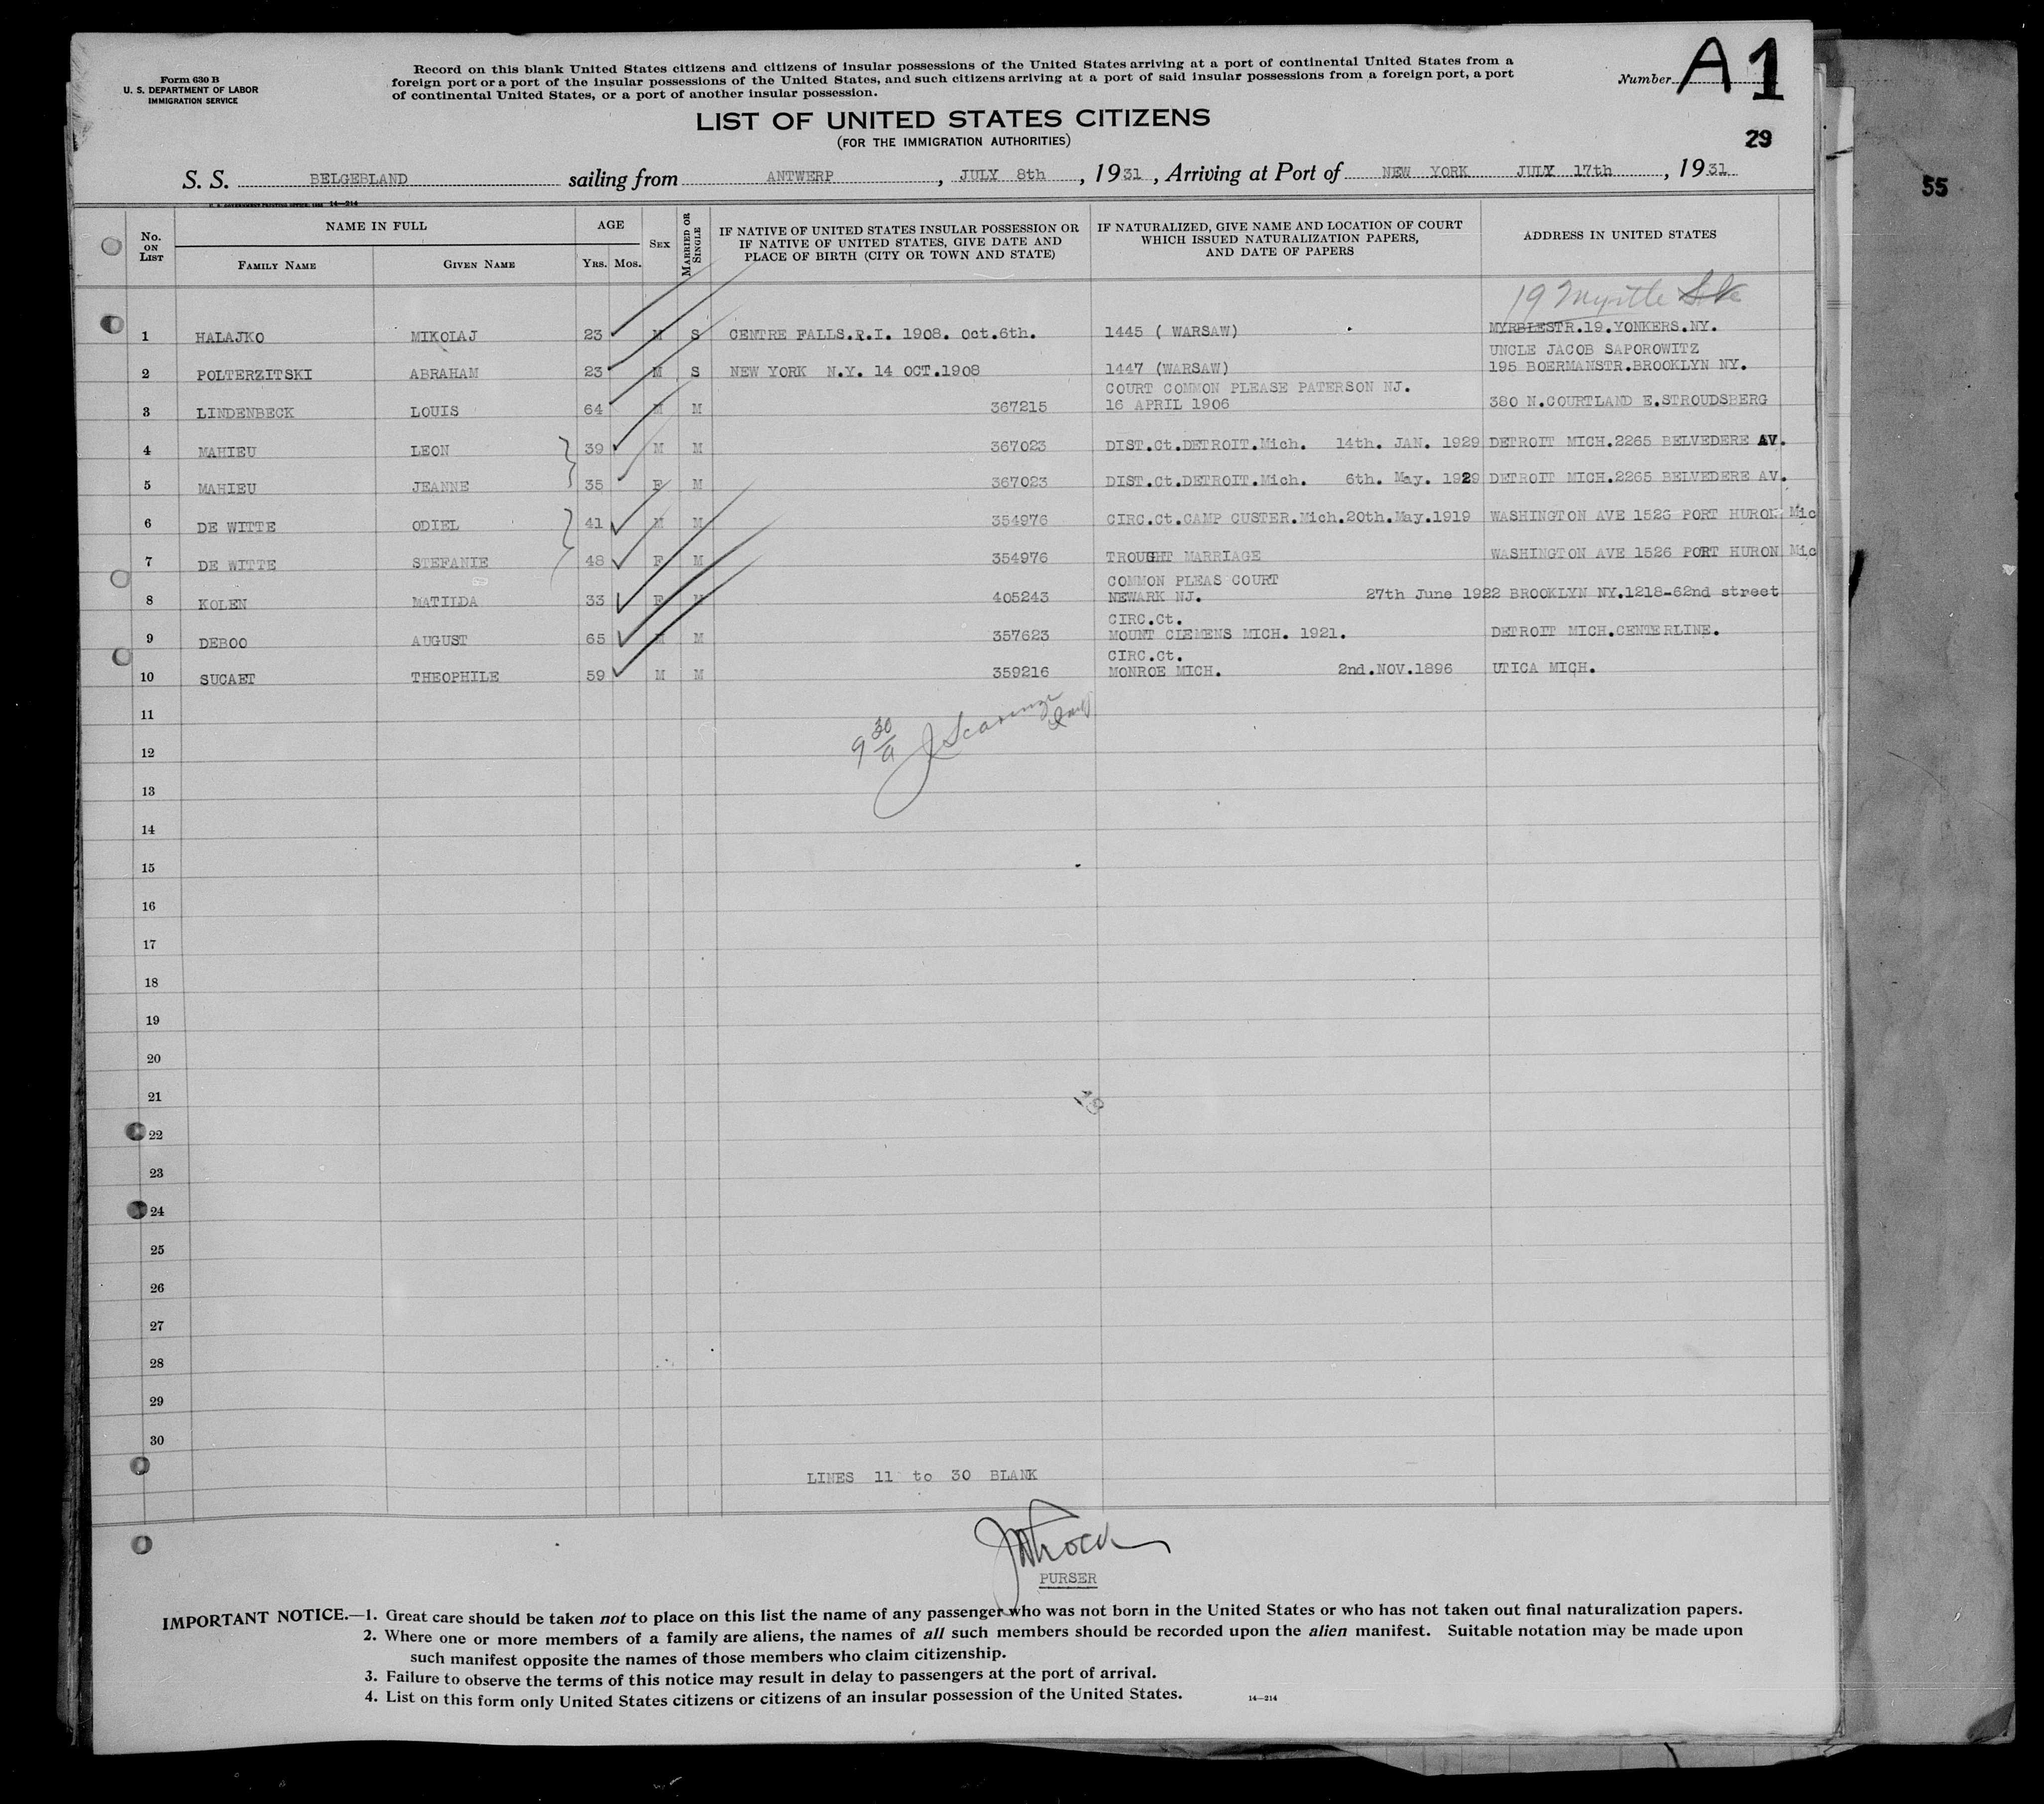 Form 630 B
U. S. DEPARTMENT OF LABOR
IMMIGRATION SERVICE
Record on this blank United States citizens and citizens of insular possessions of the United States arriving at a port of continental United States from a
foreign port or a port of the insular possessions of the United States, and such citizens arriving at a port of said insular possessions from a foreign port, a port
of continental United States, or a port of another insular possession.
Number A1
LIST OF UNITED STATES CITIZENS
(FOR THE IMMIGRATION AUTHORITIES)
29
55
S. S. BELGEBLAND sailing from ANTWERP, JULY 8th, 1931, Arriving at Port of NEW YORK JULY 17th, 1931
14—214
No. ON LIST
NAME IN FULL
FAMILY NAME
GIVEN NAME
AGE
YRS. MOS.
SEX
MARRIED OR SINGLE
IF NATIVE OF UNITED STATES INSULAR POSSESSION OR
IF NATIVE OF UNITED STATES, GIVE DATE AND
PLACE OF BIRTH (CITY OR TOWN AND STATE)
IF NATURALIZED, GIVE NAME AND LOCATION OF COURT
WHICH ISSUED NATURALIZATION PAPERS,
AND DATE OF PAPERS
ADDRESS IN UNITED STATES
19 Myrtle
1 HALAJKO MIKOLAJ 23 M S CENTRE FALLS.R.I. 1908. Oct.6th. 1445 ( WARSAW) MYRBLESTR.19.YONKERS.NY.
UNCLE JACOB SAPOROWITZ
2 POLTERZITSKI ABRAHAM 23 M S NEW YORK N.Y. 14 OCT.1908 1447 (WARSAW) 195 BOERMANSTR.BROOKLYN NY.
COURT COMMON PLEASE PATERSON NJ.
3 LINDENBECK LOUIS 64 M M 367215 16 APRIL 1906 380 N.COURTLAND E.STROUDSBERG
4 MAHIEU LEON 39 M M 367023 DIST.Ct.DETROIT.Mich. 14th. JAN. 1929 DETROIT MICH.2265 BELVEDERE AV.
5 MAHIEU JEANNE 35 F M 367023 DIST.Ct.DETROIT.Mich. 6th. May. 1929 DETROIT MICH.2265 BELVEDERE AV.
6 DE WITTE ODIEL 41 M M 354976 CIRC.Ct.CAMP CUSTER.Mich.20th.May.1919 WASHINGTON AVE 1526 PORT HURON Mic
7 DE WITTE STEFANIE 48 F M 354976 TROUGHT MARRIAGE WASHINGTON AVE 1526 PORT HURON Mic
COMMON PLEAS COURT
8 KOLEN MATILDA 33 F M 405243 NEWARK NJ. 27th June 1922 BROOKLYN NY.1218-62nd street
CIRC.Ct.
9 DEBOO AUGUST 65 M M 357623 MOUNT CLEMENS MICH. 1921. DETROIT MICH.CENTERLINE.
CIRC.Ct.
10 SUCAET THEOPHILE 59 M M 359216 MONROE MICH. 2nd.NOV.1896 UTICA MICH.
11
9 30/a
12
13
14
15
16
17
18
19
20
21
22
23
24
25
26
27
28
29
30
LINES 11 to 30 BLANK
PURSER
IMPORTANT NOTICE.—1. Great care should be taken not to place on this list the name of any passenger who was not born in the United States or who has not taken out final naturalization papers.
2. Where one or more members of a family are aliens, the names of all such members should be recorded upon the alien manifest. Suitable notation may be made upon
such manifest opposite the names of those members who claim citizenship.
3. Failure to observe the terms of this notice may result in delay to passengers at the port of arrival.
4. List on this form only United States citizens or citizens of an insular possession of the United States.
14—214